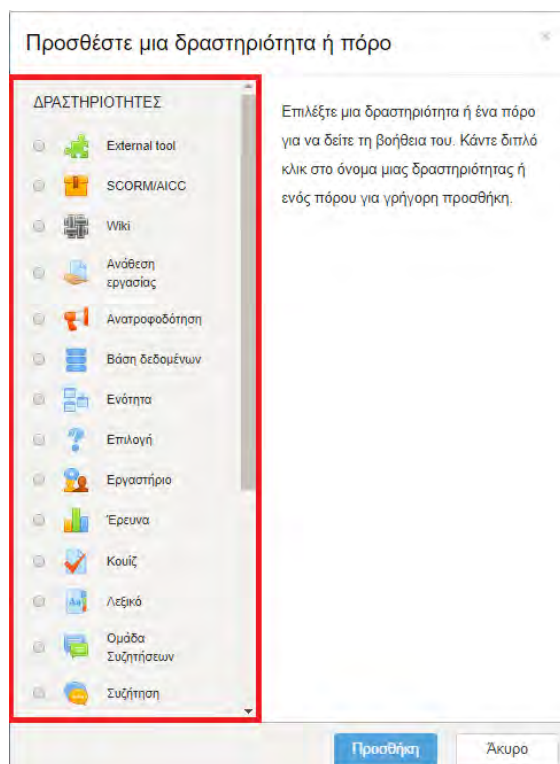 Προσθέστε μια δραστηριότητα ή πόρο
×
ΔΡΑΣΤΗΡΙΟΤΗΤΕΣ
External tool
SCORM/AICC
Wiki
Ανάθεση
εργασίας
Ανατροφοδότηση
Βάση δεδομένων
Ενότητα
Επιλογή
Εργαστήριο
Έρευνα
Κουίζ
Λεξικό
Ομάδα
Συζητήσεων
Συζήτηση
Επιλέξτε μια δραστηριότητα ή ένα πόρο
για να δείτε τη βοήθεια του. Κάντε διπλό
κλικ στο όνομα μιας δραστηριότητας ή
ενός πόρου για γρήγορη προσθήκη.
Προσθήκη
Άκυρο